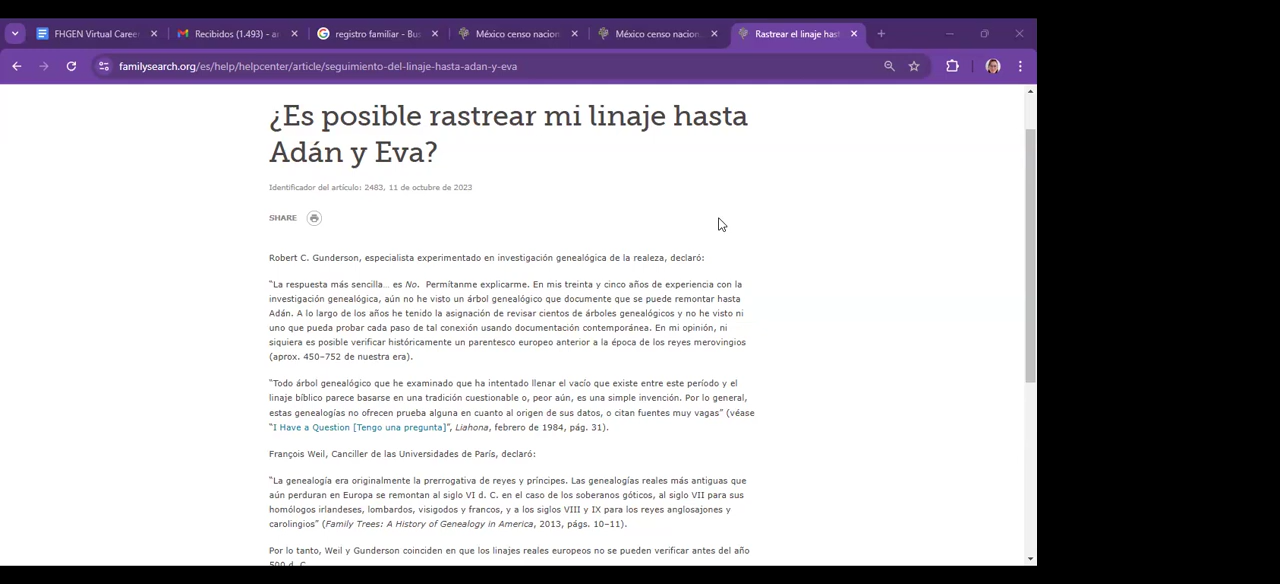 FHGEN Virtual Career
Recibidos (1.493) - ar
registro familiar - Bus
México censo nacion
México censo nacion
Rastrear el linaje hast
familysearch.org/es/help/helpcenter/article/seguimiento-del-linaje-hasta-adan-y-eva
¿Es posible rastrear mi linaje hasta
Adán y Eva?
Identificador del artículo: 2483, 11 de octubre de 2023
SHARE
Robert C. Gunderson, especialista experimentado en investigación genealógica de la realeza, declaró:
“La respuesta más sencilla... es No. Permítanme explicarme. En mis treinta y cinco años de experiencia con la
investigación genealógica, aún no he visto un árbol genealógico que documente que se puede remontar hasta
Adán. A lo largo de los años he tenido la asignación de revisar cientos de árboles genealógicos y no he visto ni
uno que pueda probar cada paso de tal conexión usando documentación contemporánea. En mi opinión, ni
siquiera es posible verificar históricamente un parentesco europeo anterior a la época de los reyes merovingios
(aprox. 450–752 de nuestra era).
“Todo árbol genealógico que he examinado que ha intentado llenar el vacío que existe entre este período y el
linaje bíblico parece basarse en una tradición cuestionable o, peor aún, es una simple invención. Por lo general,
estas genealogías no ofrecen prueba alguna en cuanto al origen de sus datos, o citan fuentes muy vagas” (véase
“I Have a Question [Tengo una pregunta]”, Liahona, febrero de 1984, pág. 31).
François Weil, Canciller de las Universidades de París, declaró:
“La genealogía era originalmente la prerrogativa de reyes y príncipes. Las genealogías reales más antiguas que
aún perduran en Europa se remontan al siglo VI d. C. en el caso de los soberanos góticos, al siglo VII para sus
homólogos irlandeses, lombardos, visigodos y francos, y a los siglos VIII y IX para los reyes anglosajones y
carolingios” (Family Trees: A History of Genealogy in America, 2013, págs. 10–11).
Por lo tanto, Weil y Gunderson coinciden en que los linajes reales europeos no se pueden verificar antes del año
500 d. C.